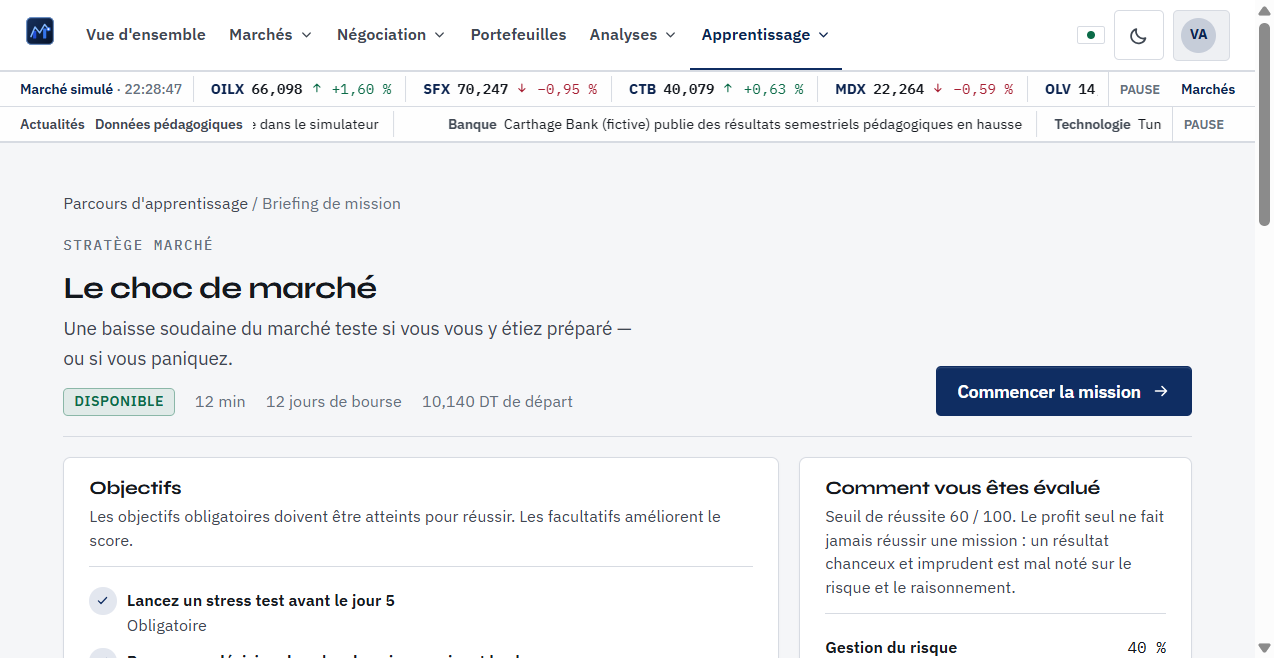 Vue d'ensemble Marchés Négociation Portefeuilles Analyses Apprentissage VA
Marché simulé · 22:28:47 OILX 66,098 ↑ +1,60 % SFX 70,247 ↓ −0,95 % CTB 40,079 ↑ +0,63 % MDX 22,264 ↓ −0,59 % OLV 14 PAUSE Marchés
Actualités Données pédagogiques dans le simulateur Banque Carthage Bank (fictive) publie des résultats semestriels pédagogiques en hausse Technologie Tun PAUSE
Parcours d'apprentissage / Briefing de mission
STRATÈGE MARCHÉ
Le choc de marché
Une baisse soudaine du marché teste si vous vous y étiez préparé —
ou si vous paniquez.
DISPONIBLE 12 min 12 jours de bourse 10,140 DT de départ
Commencer la mission →
Objectifs
Les objectifs obligatoires doivent être atteints pour réussir. Les facultatifs améliorent le
score.
Lancez un stress test avant le jour 5
Obligatoire
Comment vous êtes évalué
Seuil de réussite 60 / 100. Le profit seul ne fait
jamais réussir une mission : un résultat
chanceux et imprudent est mal noté sur le
risque et le raisonnement.
Gestion du risque 40 %